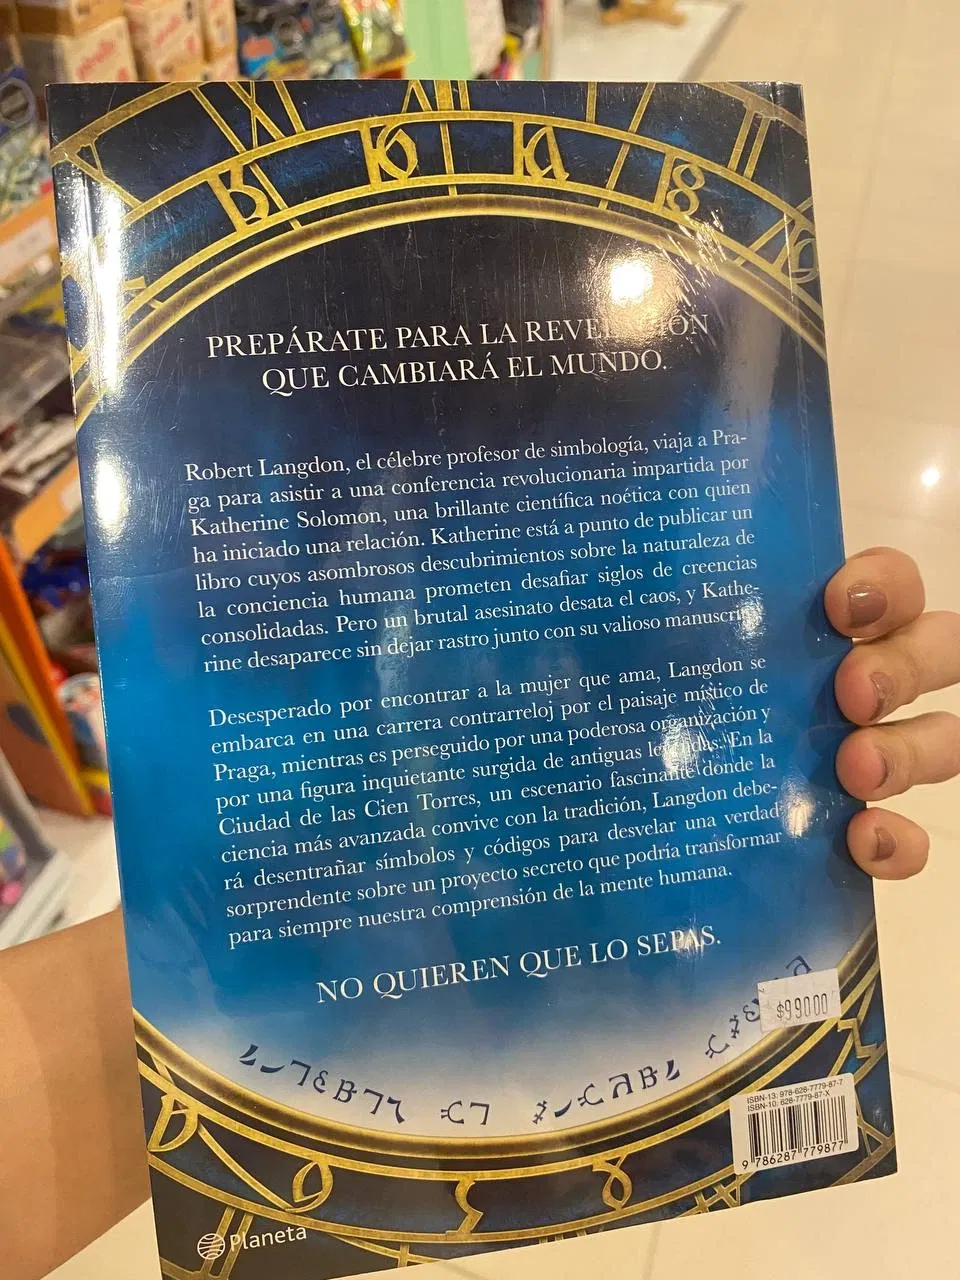 PREPÁRATE PARA LA REVELACIÓN
QUE CAMBIARÁ EL MUNDO.
Robert Langdon, el célebre profesor de simbología, viaja a Pra-
ga para asistir a una conferencia revolucionaria impartida por
Katherine Solomon, una brillante científica noética con quien
ha iniciado una relación. Katherine está a punto de publicar un
libro cuyos asombrosos descubrimientos sobre la naturaleza de
la conciencia humana prometen desafiar siglos de creencias
consolidadas. Pero un brutal asesinato desata el caos, y Kathe-
rine desaparece sin dejar rastro junto con su valioso manuscrito.
Desesperado por encontrar a la mujer que ama, Langdon se
embarca en una carrera contrarreloj por el paisaje místico de
Praga, mientras es perseguido por una poderosa organización y
por una figura inquietante surgida de antiguas leyendas. En la
Ciudad de las Cien Torres, un escenario fascinante donde la
ciencia más avanzada convive con la tradición, Langdon debe-
rá desentrañar símbolos y códigos para desvelar una verdad
sorprendente sobre un proyecto secreto que podría transformar
para siempre nuestra comprensión de la mente humana.
NO QUIEREN QUE LO SEPAS.
$99000
ISBN-13: 978-628-7779-87-7
ISBN-10: 628-7779-87-X
9 786287 779877
Planeta